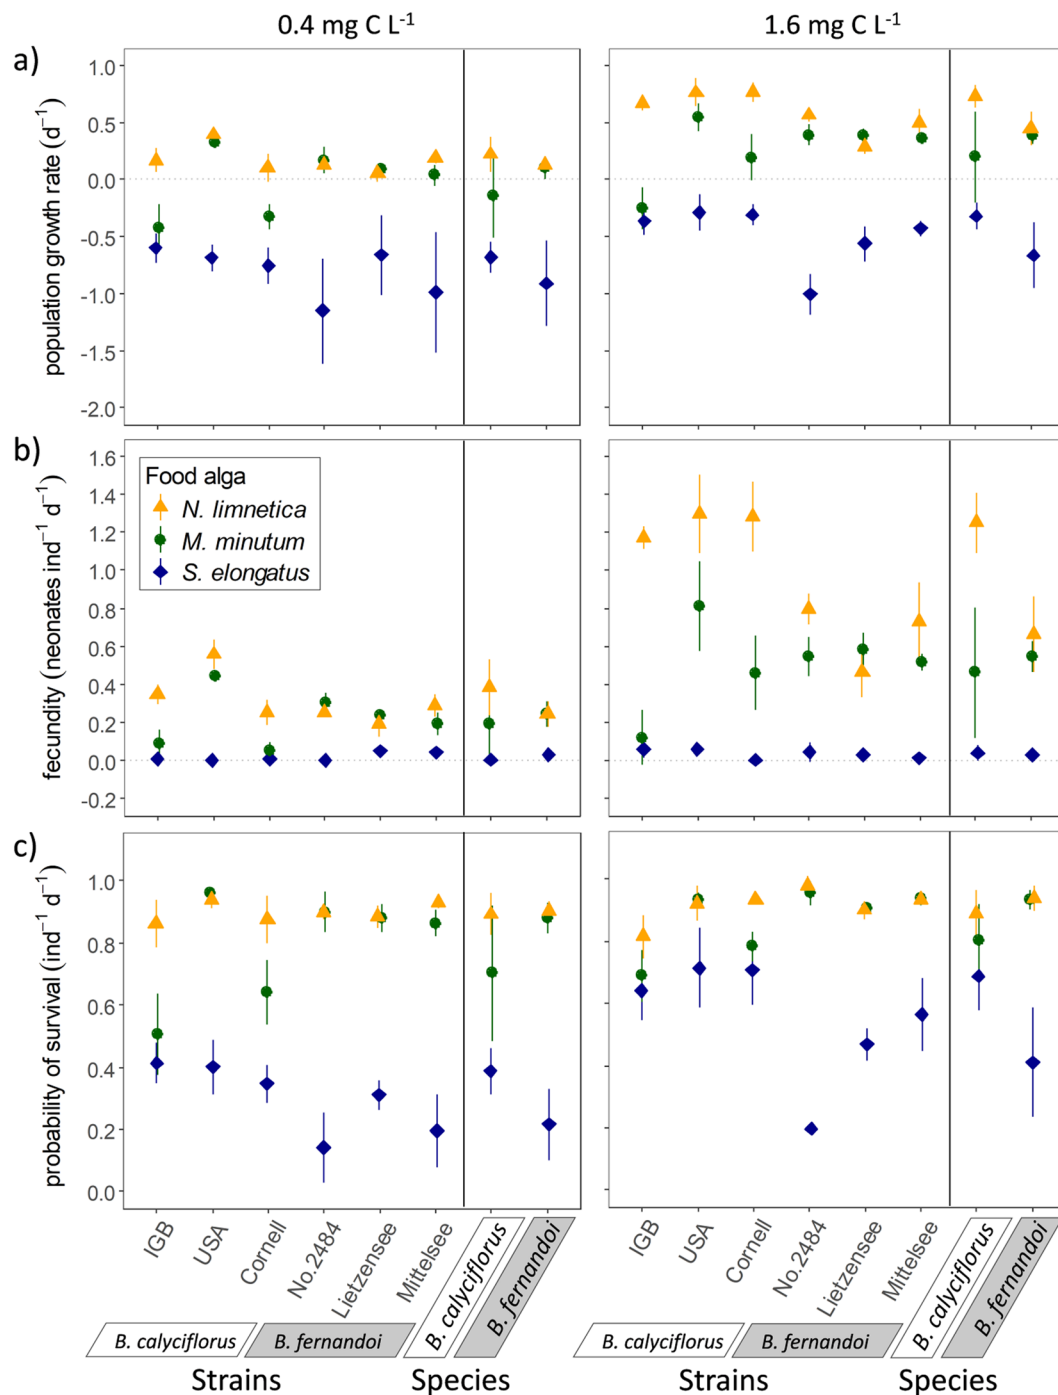 0.4 mg C L⁻¹ 1.6 mg C L⁻¹
a)
population growth rate (d⁻¹)
1.0
0.5
0.0
-0.5
-1.0
-1.5
-2.0
b)
fecundity (neonates ind⁻¹ d⁻¹)
1.6
1.4
1.2
1.0
0.8
0.6
0.4
0.2
0.0
-0.2
Food alga
N. limnetica
M. minutum
S. elongatus
c)
probability of survival (ind⁻¹ d⁻¹)
1.0
0.8
0.6
0.4
0.2
0.0
IGB USA Cornell No.2484 Lietzensee Mittelsee B. calyciflorus B. fernandoi
IGB USA Cornell No.2484 Lietzensee Mittelsee B. calyciflorus B. fernandoi
B. calyciflorus B. fernandoi B. calyciflorus B. fernandoi
Strains Species Strains Species